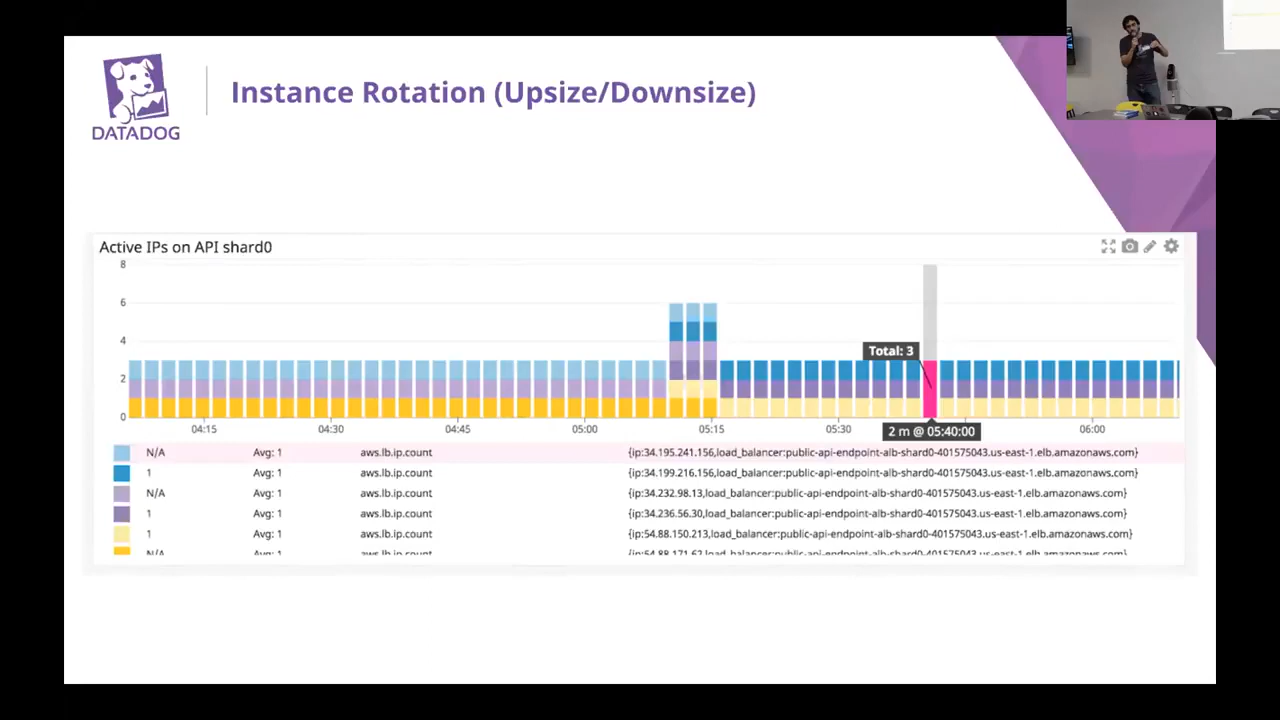 DATADOG
Instance Rotation (Upsize/Downsize)
Active IPs on API shard0
8
6
4
2
0
Total: 3
04:15 04:30 04:45 05:00 05:15 05:30 2 m @ 05:40:00 06:00
N/A Avg: 1 aws.lb.ip.count {ip:34.195.241.156,load_balancer:public-api-endpoint-alb-shard0-401575043.us-east-1.elb.amazonaws.com}
1 Avg: 1 aws.lb.ip.count {ip:34.199.216.156,load_balancer:public-api-endpoint-alb-shard0-401575043.us-east-1.elb.amazonaws.com}
N/A Avg: 1 aws.lb.ip.count {ip:34.232.98.13,load_balancer:public-api-endpoint-alb-shard0-401575043.us-east-1.elb.amazonaws.com}
1 Avg: 1 aws.lb.ip.count {ip:34.236.56.30,load_balancer:public-api-endpoint-alb-shard0-401575043.us-east-1.elb.amazonaws.com}
1 Avg: 1 aws.lb.ip.count {ip:54.88.150.213,load_balancer:public-api-endpoint-alb-shard0-401575043.us-east-1.elb.amazonaws.com}
N/A Avg: 1 aws.lb.ip.count {ip:54.88.171.62,load_balancer:public-api-endpoint-alb-shard0-401575043.us-east-1.elb.amazonaws.com}